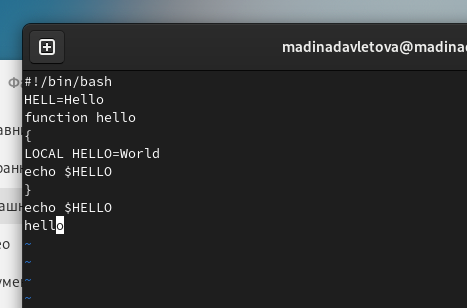 madinadavletova@madina
#!/bin/bash
HELL=Hello
function hello
{
LOCAL HELLO=World
echo $HELLO
}
echo $HELLO
hello
~
~
~
~